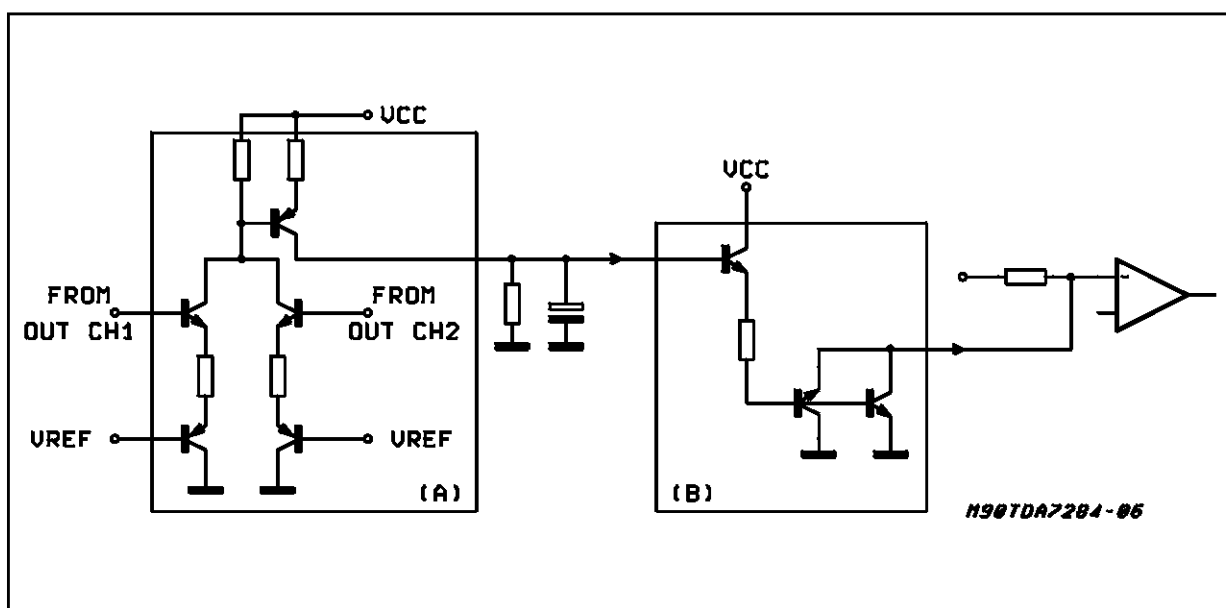 VCC
VCC
FROM
OUT CH1
FROM
OUT CH2
VREF
VREF
(A)
(B)
M90TDA7284-06